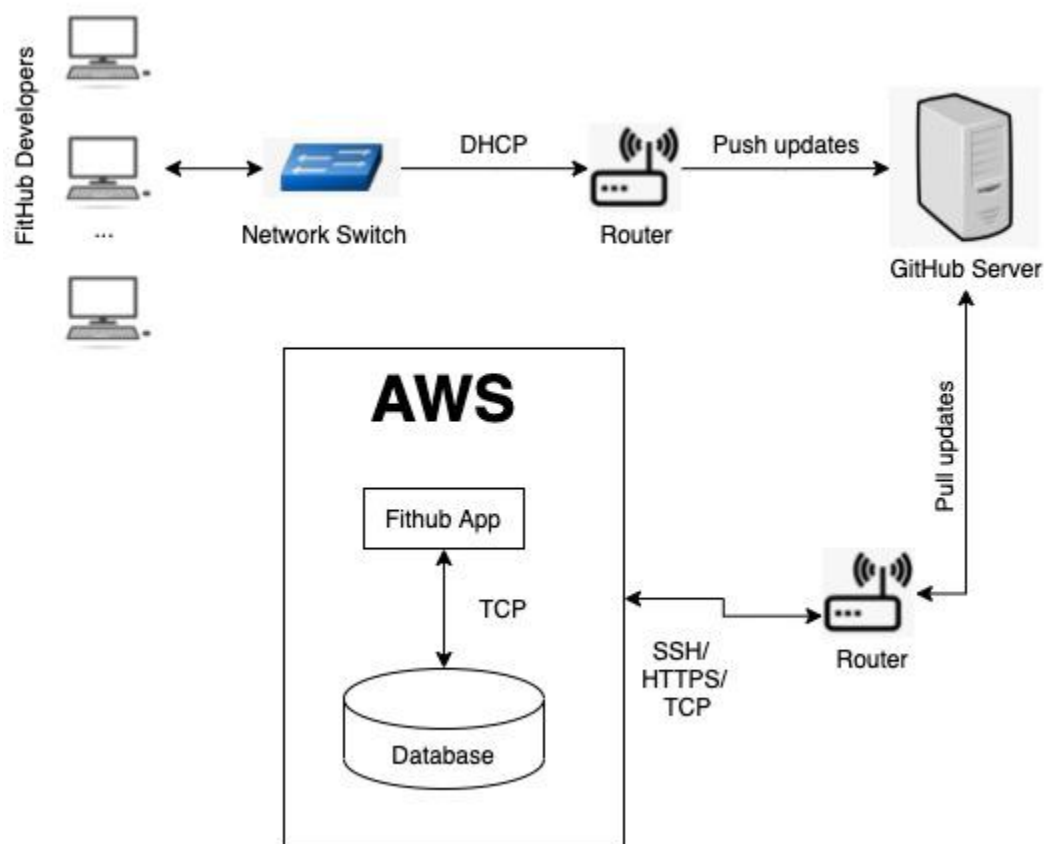 FitHub Developers
...
Network Switch
DHCP
Router
Push updates
GitHub Server
Pull updates
AWS
Fithub App
TCP
Database
SSH/
HTTPS/
TCP
Router